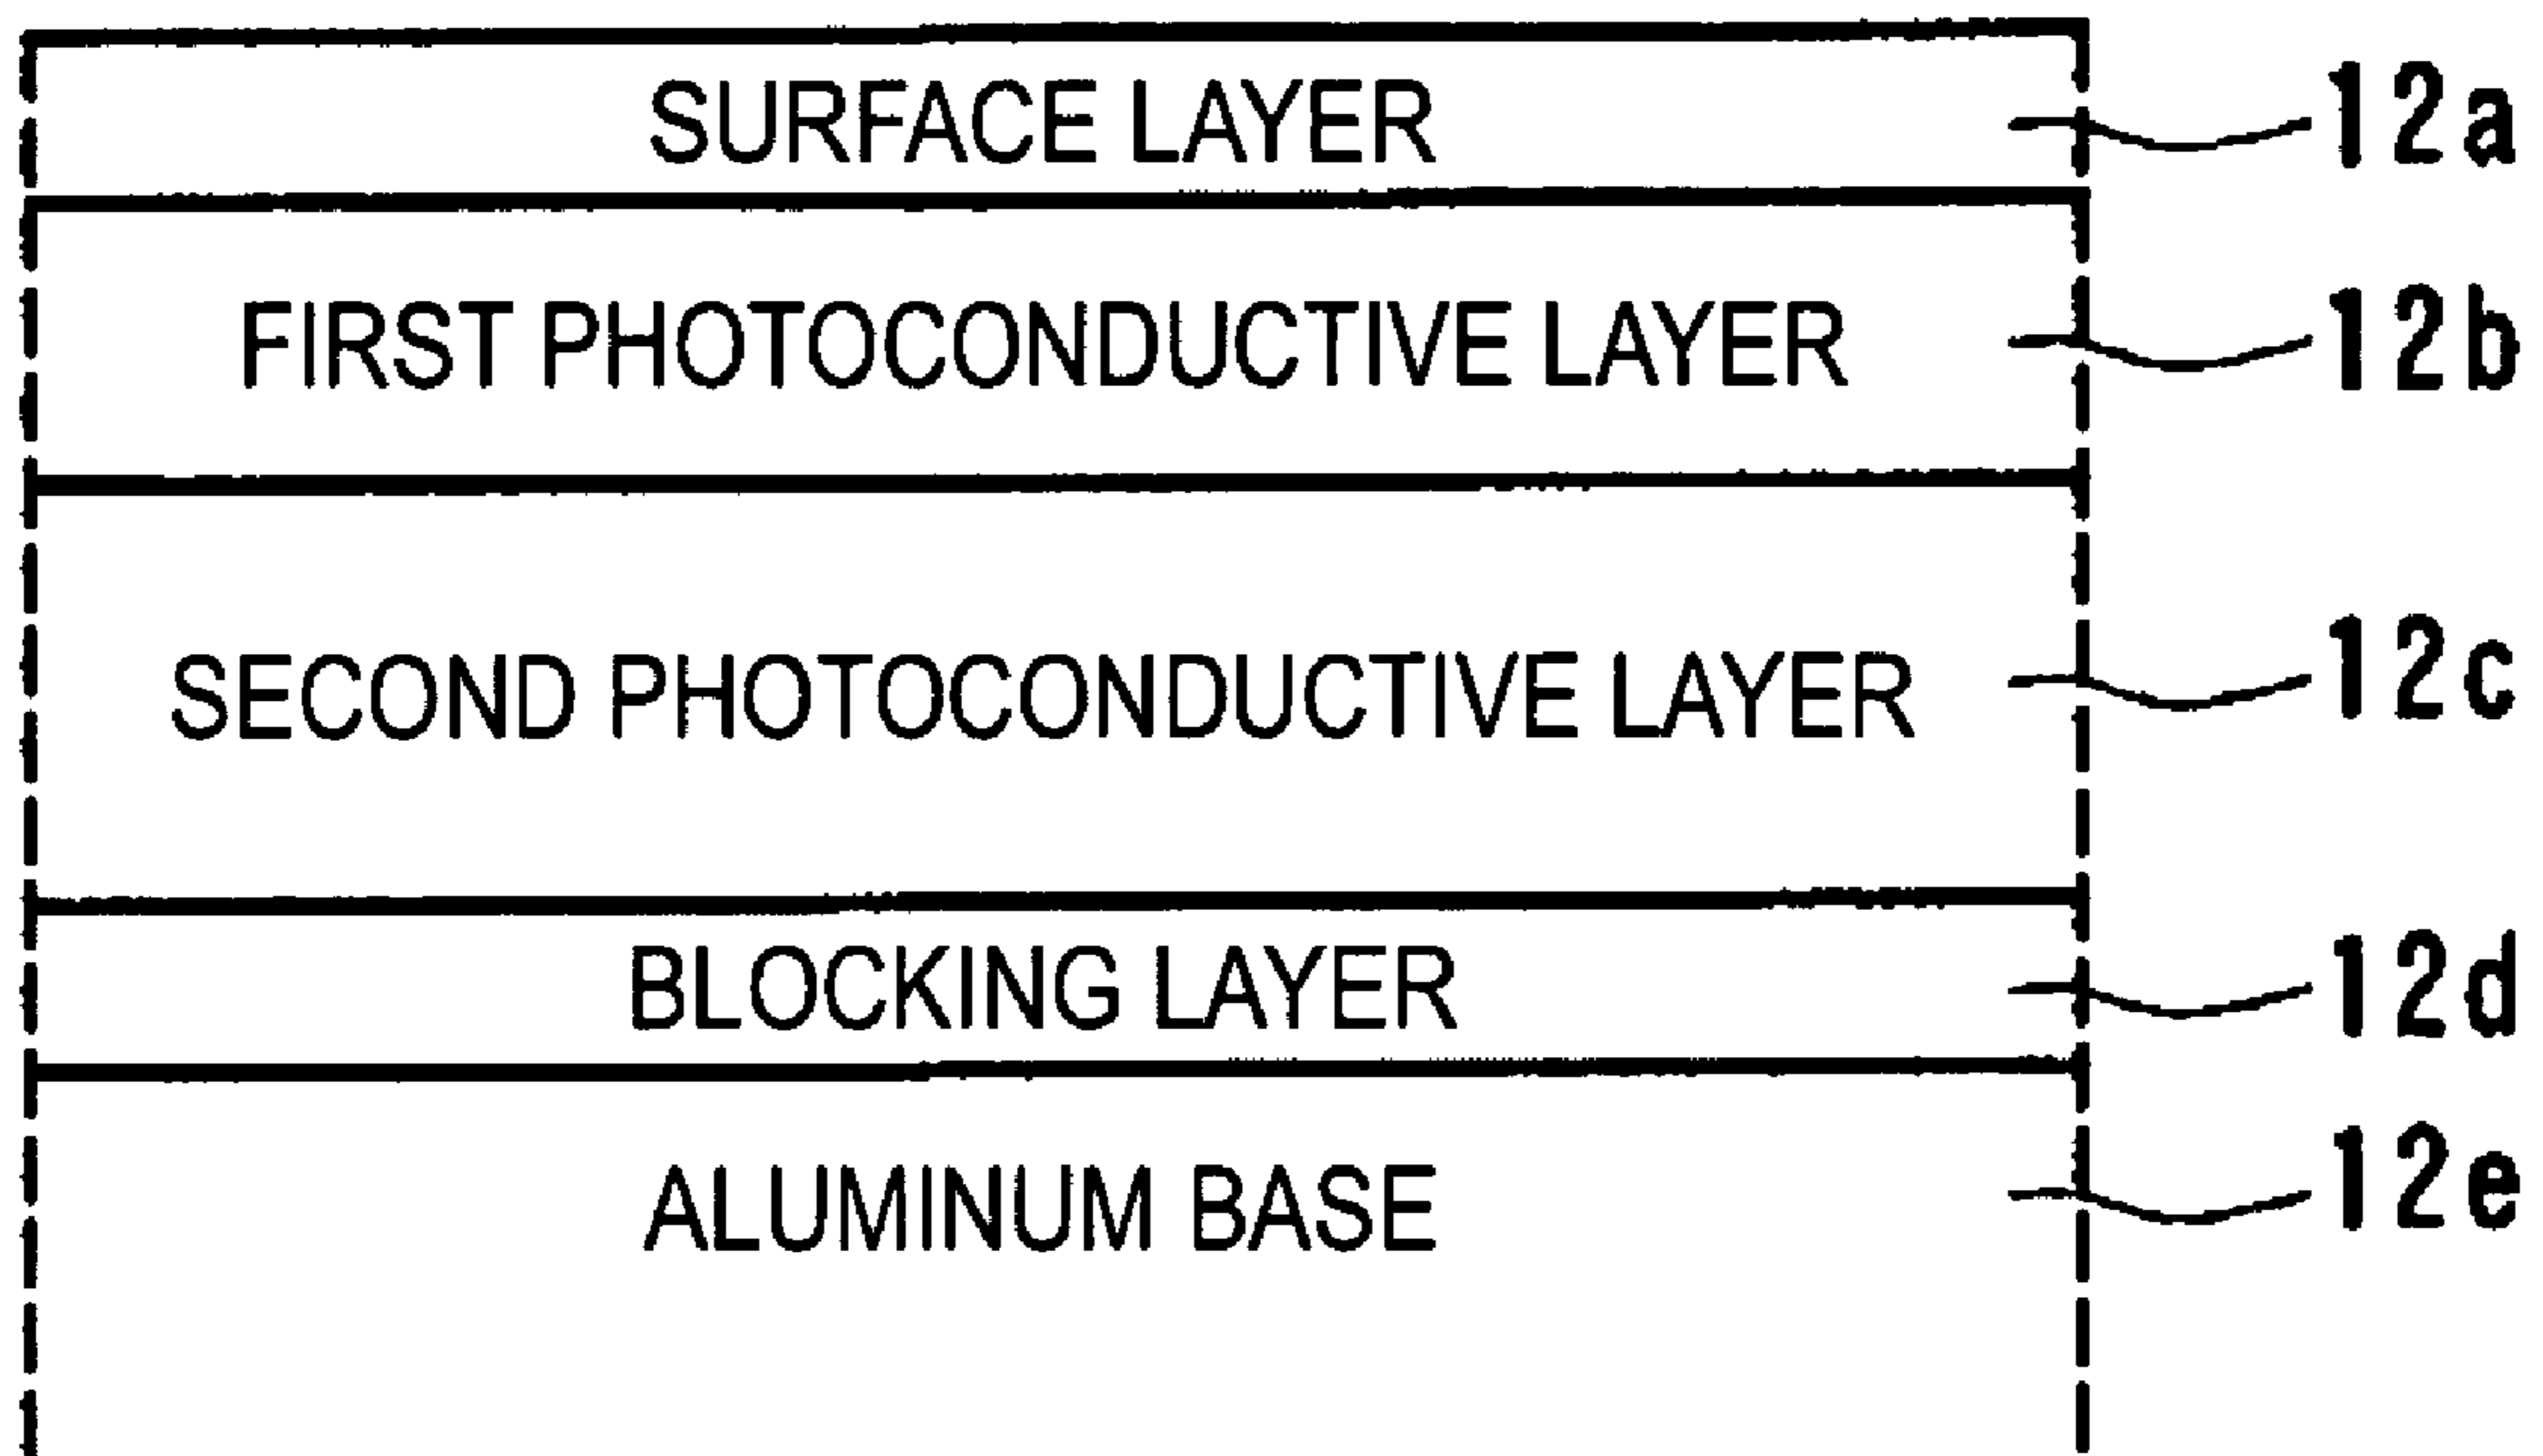 SURFACE LAYER 12a
FIRST PHOTOCONDUCTIVE LAYER 12b
SECOND PHOTOCONDUCTIVE LAYER 12c
BLOCKING LAYER 12d
ALUMINUM BASE 12e